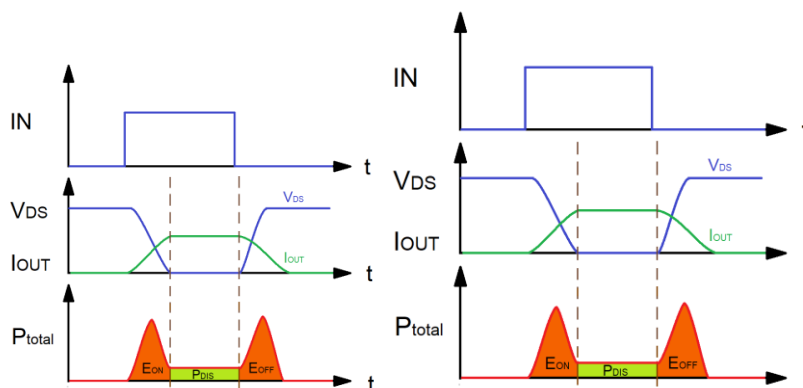 IN
t
VDS
VDS
IOUT
IOUT
t
Ptotal
EON
PDIS
EOFF
t
IN
VDS
VDS
IOUT
IOUT
Ptotal
EON
PDIS
EOFF